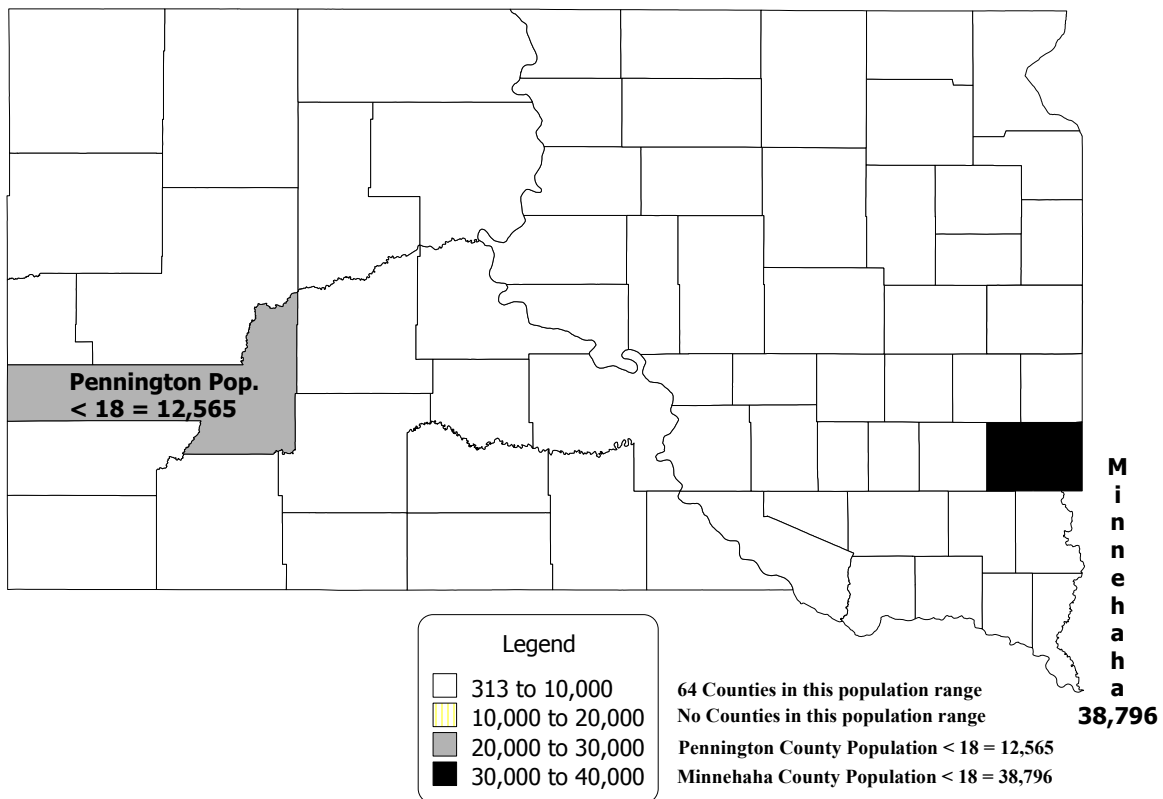 Pennington Pop.
< 18 = 12,565
Minnehaha
38,796
Legend
313 to 10,000
64 Counties in this population range
10,000 to 20,000
No Counties in this population range
20,000 to 30,000
Pennington County Population < 18 = 12,565
30,000 to 40,000
Minnehaha County Population < 18 = 38,796